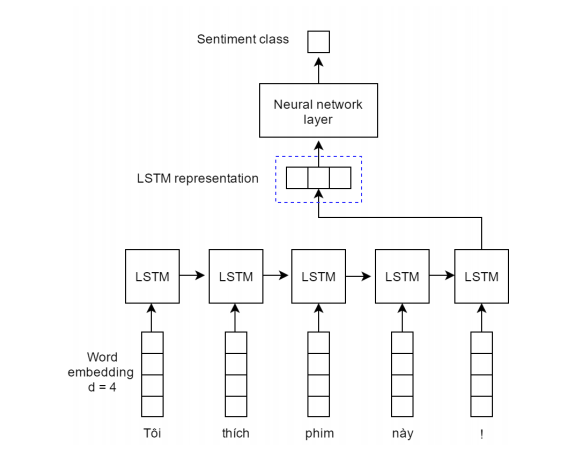 Sentiment class
Neural network
layer
LSTM representation
LSTM LSTM LSTM LSTM LSTM
Word
embedding
d = 4
Tôi thích phim này !